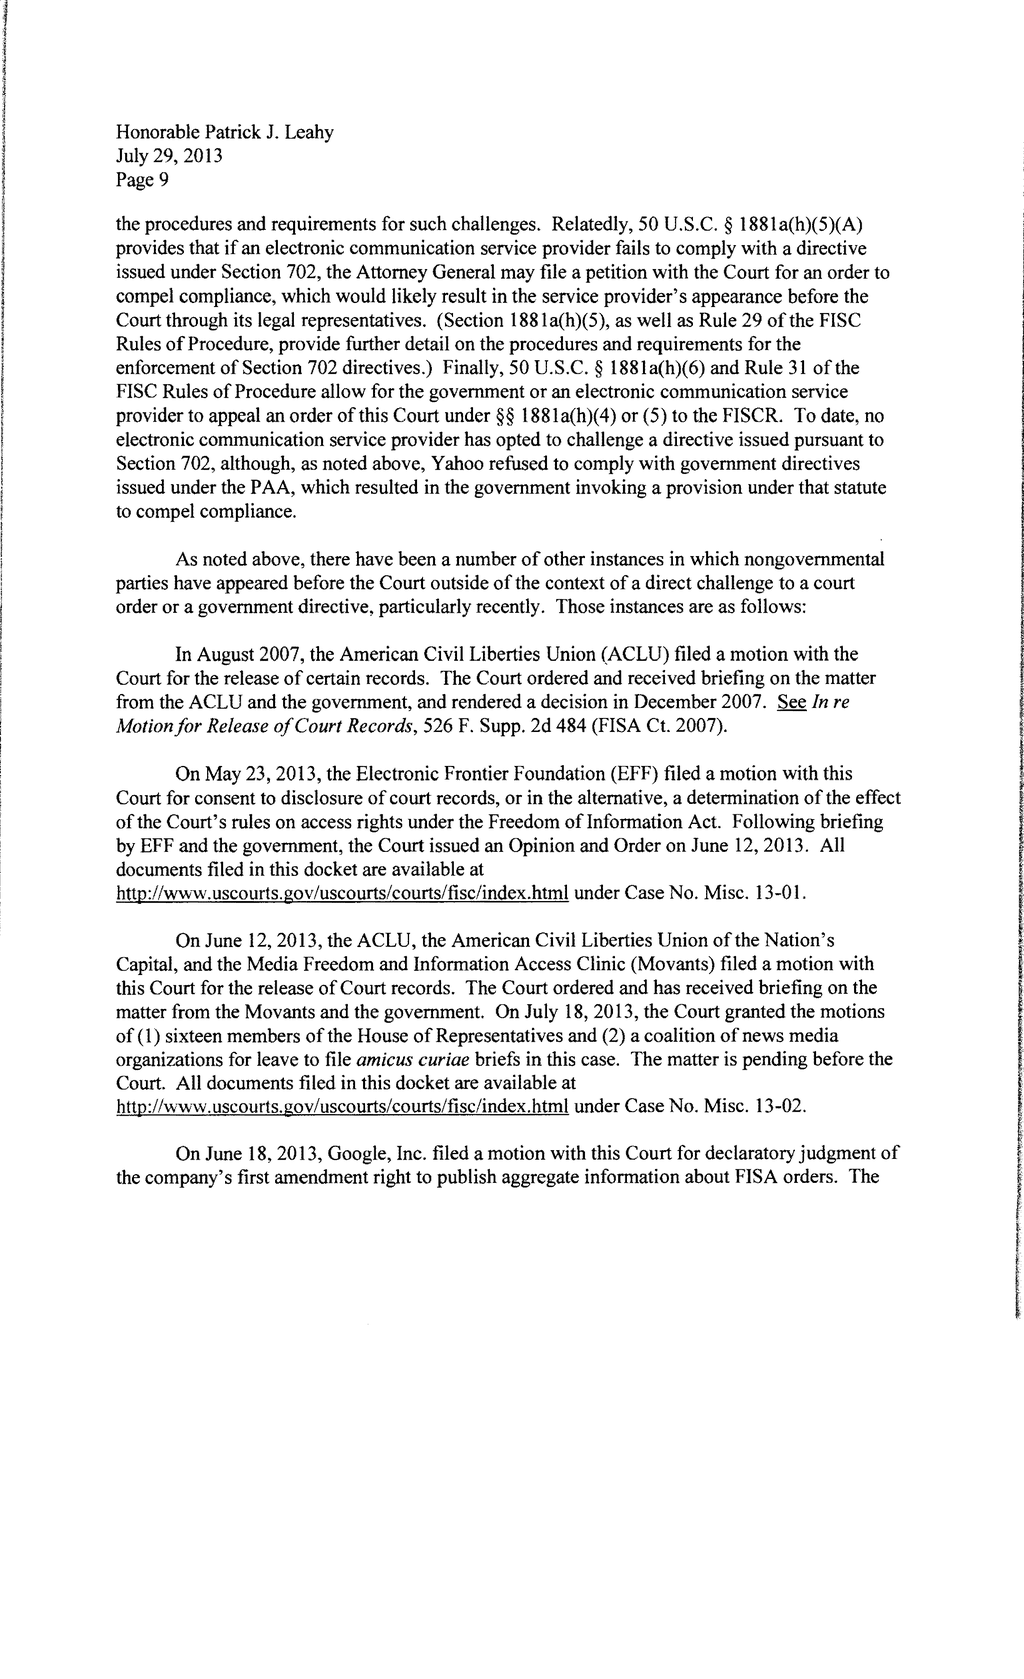 Honorable Patrick J. Leahy
July 29, 2013
Page 9
the procedures and requirements for such challenges. Relatedly, 50 U.S.C. § 1881a(h)(5)(A)
provides that if an electronic communication service provider fails to comply with a directive
issued under Section 702, the Attorney General may file a petition with the Court for an order to
compel compliance, which would likely result in the service provider's appearance before the
Court through its legal representatives. (Section 1881a(h)(5), as well as Rule 29 of the FISC
Rules of Procedure, provide further detail on the procedures and requirements for the
enforcement of Section 702 directives.) Finally, 50 U.S.C. § 1881a(h)(6) and Rule 31 of the
FISC Rules of Procedure allow for the government or an electronic communication service
provider to appeal an order of this Court under §§ 1881a(h)(4) or (5) to the FISCR. To date, no
electronic communication service provider has opted to challenge a directive issued pursuant to
Section 702, although, as noted above, Yahoo refused to comply with government directives
issued under the PAA, which resulted in the government invoking a provision under that statute
to compel compliance.
As noted above, there have been a number of other instances in which nongovernmental
parties have appeared before the Court outside of the context of a direct challenge to a court
order or a government directive, particularly recently. Those instances are as follows:
In August 2007, the American Civil Liberties Union (ACLU) filed a motion with the
Court for the release of certain records. The Court ordered and received briefing on the matter
from the ACLU and the government, and rendered a decision in December 2007. See In re
Motion for Release of Court Records, 526 F. Supp. 2d 484 (FISA Ct. 2007).
On May 23, 2013, the Electronic Frontier Foundation (EFF) filed a motion with this
Court for consent to disclosure of court records, or in the alternative, a determination of the effect
of the Court's rules on access rights under the Freedom of Information Act. Following briefing
by EFF and the government, the Court issued an Opinion and Order on June 12, 2013. All
documents filed in this docket are available at
http://www.uscourts.gov/uscourts/courts/fisc/index.html under Case No. Misc. 13-01.
On June 12, 2013, the ACLU, the American Civil Liberties Union of the Nation's
Capital, and the Media Freedom and Information Access Clinic (Movants) filed a motion with
this Court for the release of Court records. The Court ordered and has received briefing on the
matter from the Movants and the government. On July 18, 2013, the Court granted the motions
of (1) sixteen members of the House of Representatives and (2) a coalition of news media
organizations for leave to file amicus curiae briefs in this case. The matter is pending before the
Court. All documents filed in this docket are available at
http://www.uscourts.gov/uscourts/courts/fisc/index.html under Case No. Misc. 13-02.
On June 18, 2013, Google, Inc. filed a motion with this Court for declaratory judgment of
the company's first amendment right to publish aggregate information about FISA orders. The